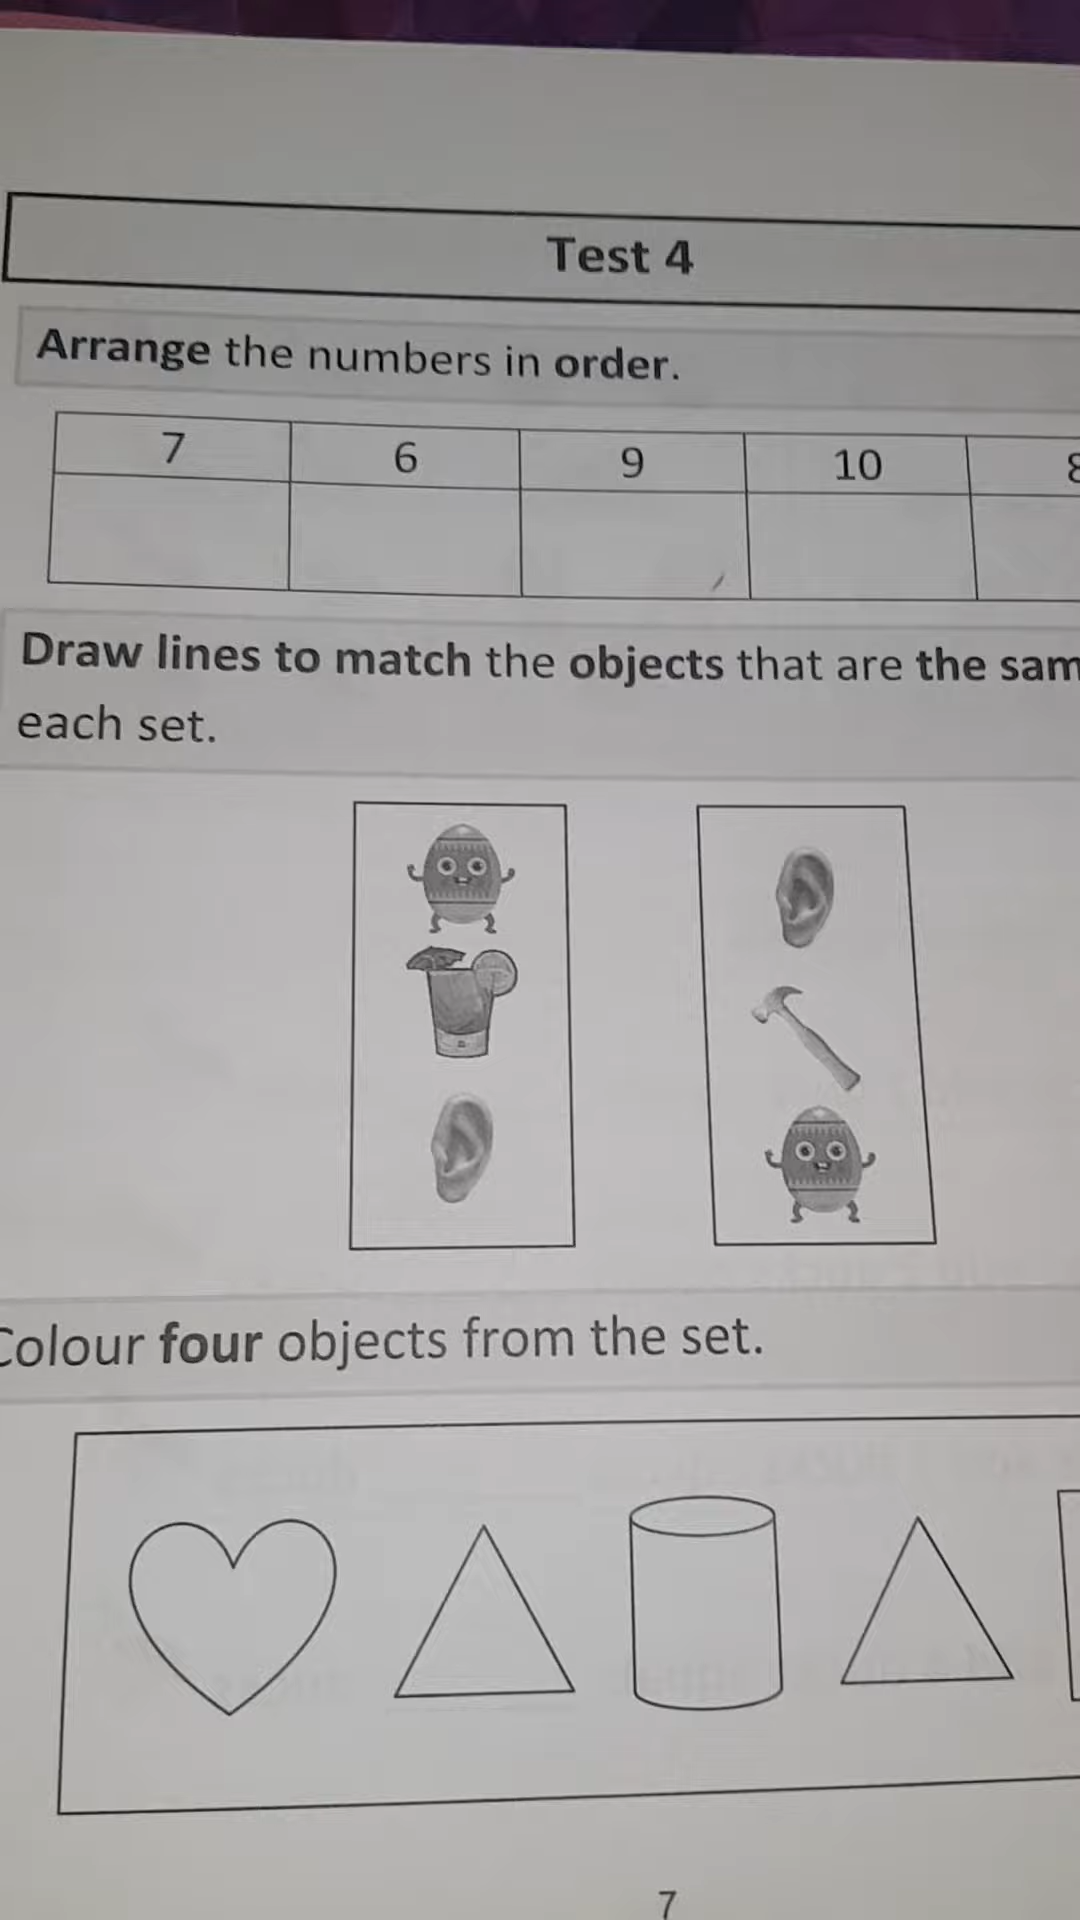 Test 4
Arrange the numbers in order.
7 6 9 10
Draw lines to match the objects that are the
each set.
Colour four objects from the set.
7